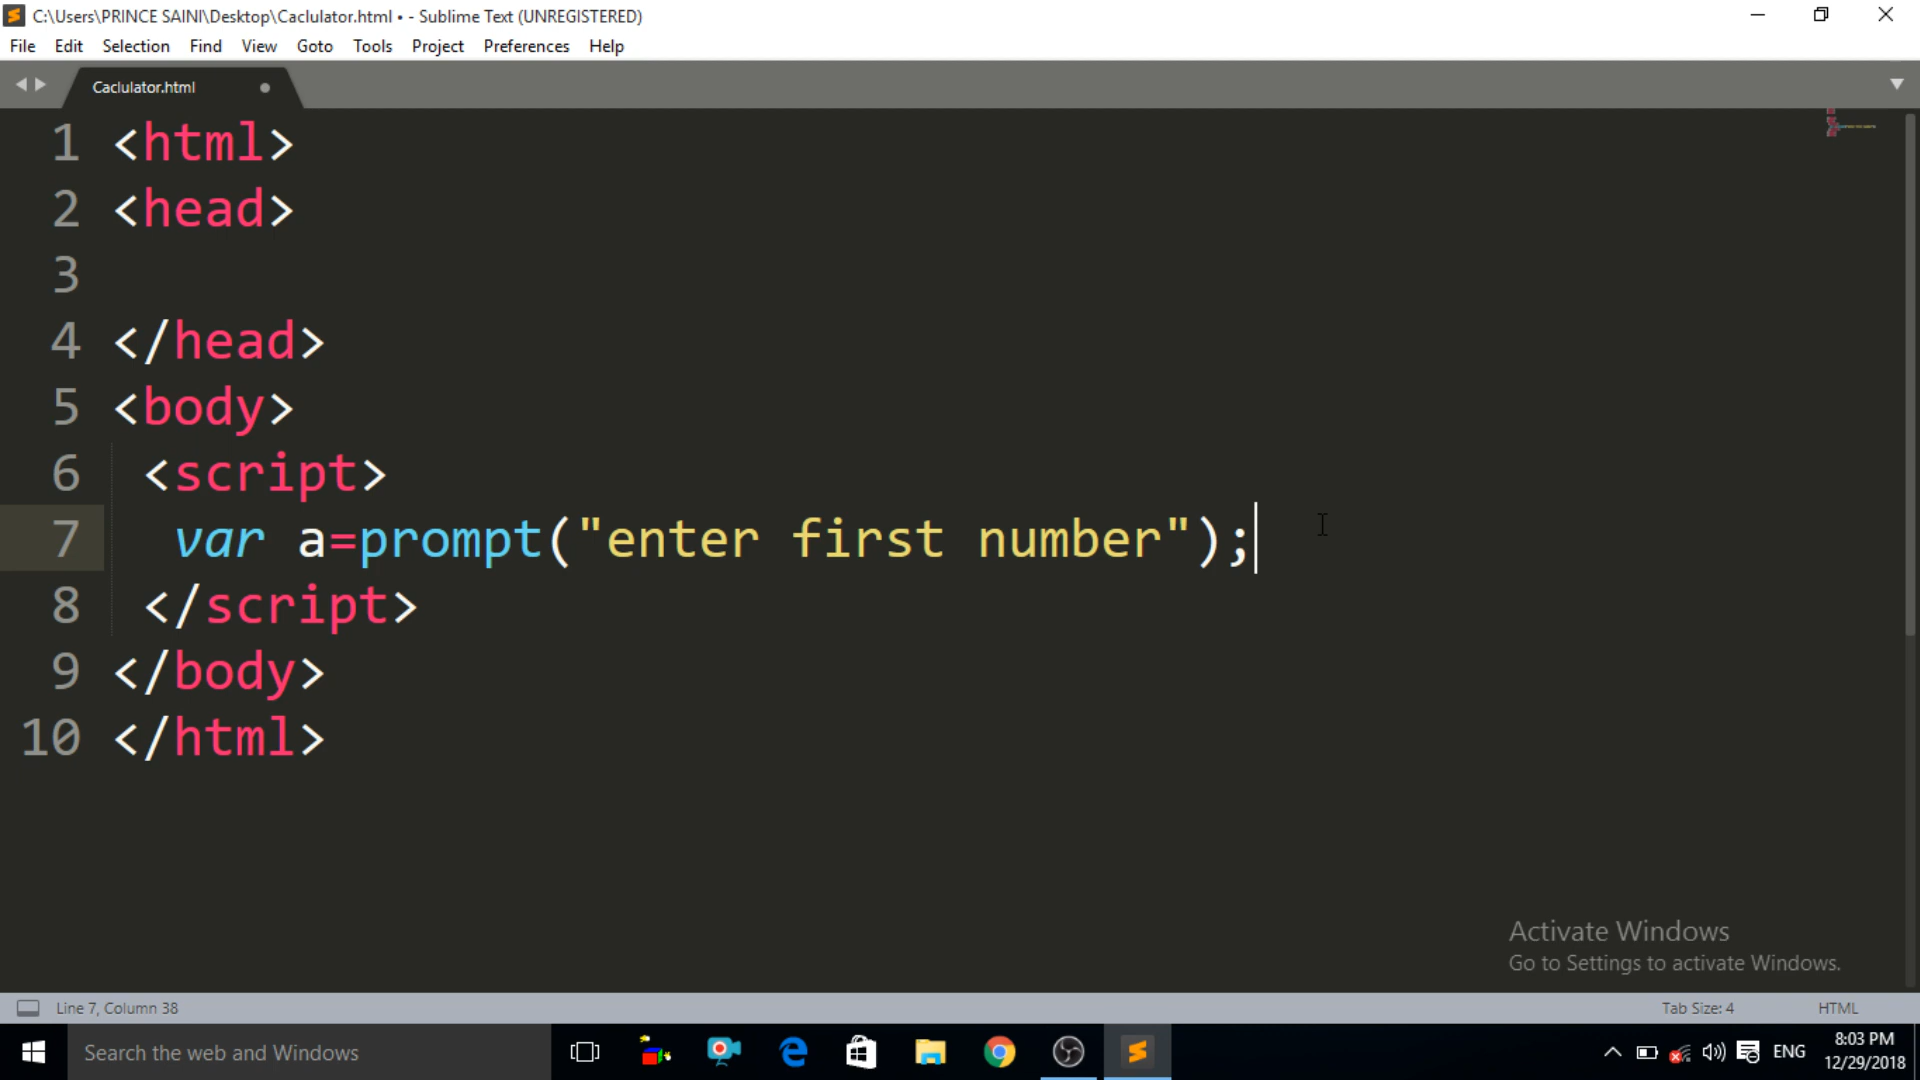 C:\Users\PRINCE SAINI\Desktop\Caclulator.html • - Sublime Text (UNREGISTERED)
File Edit Selection Find View Goto Tools Project Preferences Help
Caclulator.html
1 <html>
2 <head>
3
4 </head>
5 <body>
6 <script>
7 var a=prompt("enter first number");
8 </script>
9 </body>
10 </html>
Activate Windows
Go to Settings to activate Windows.
Line 7, Column 38 Tab Size: 4 HTML
Search the web and Windows ENG 8:03 PM
12/29/2018